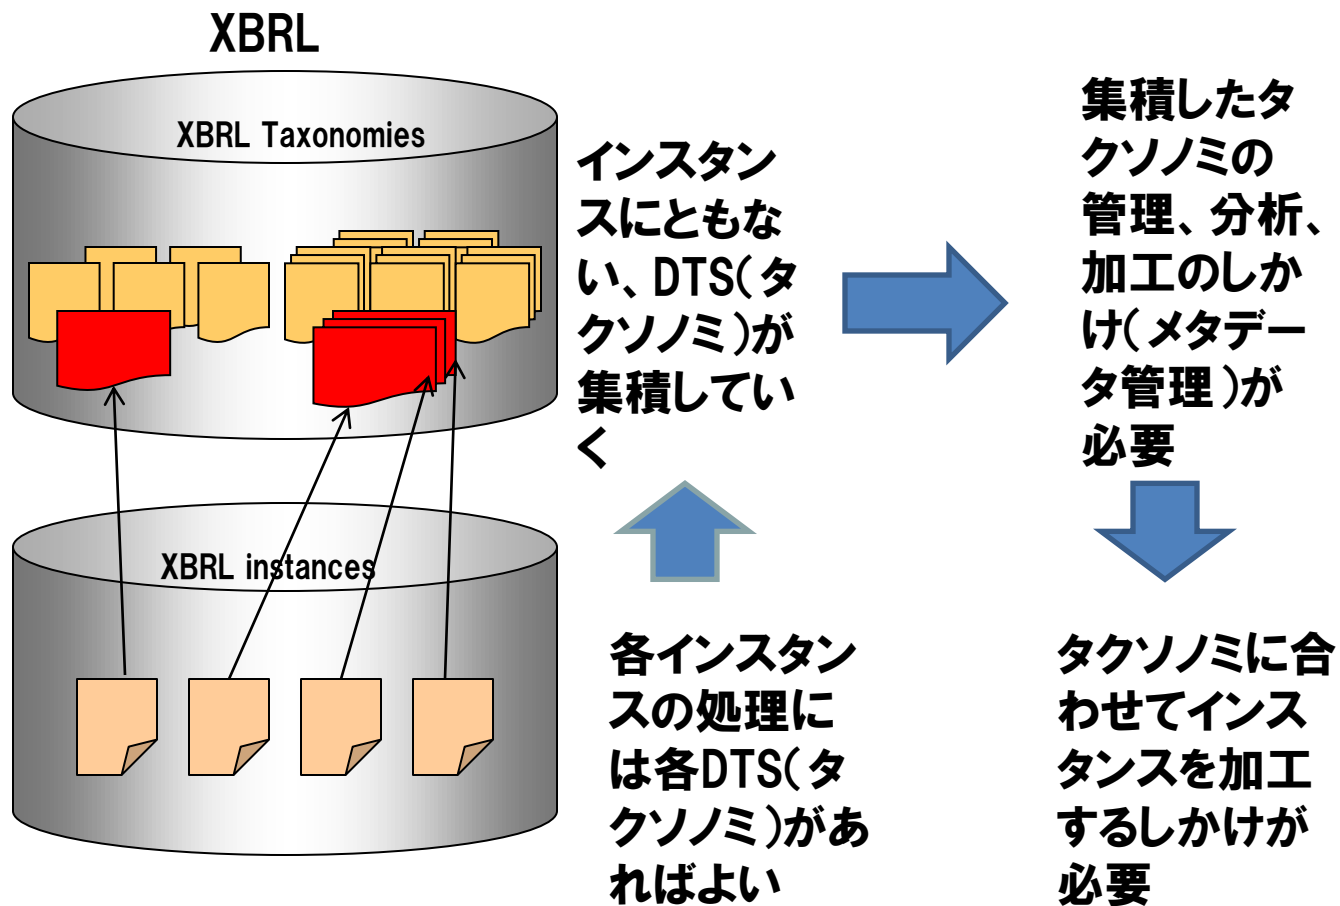 XBRL
XBRL Taxonomies
XBRL instances
インスタン
スにともな
い、DTS(タ
クソノミ)が
集積してい
く
各インスタン
スの処理に
は各DTS(タ
クソノミ)があ
ればよい
集積したタ
クソノミの
管理、分析、
加工のしか
け(メタデー
タ管理)が
必要
タクソノミに合
わせてインス
タンスを加工
するしかけが
必要